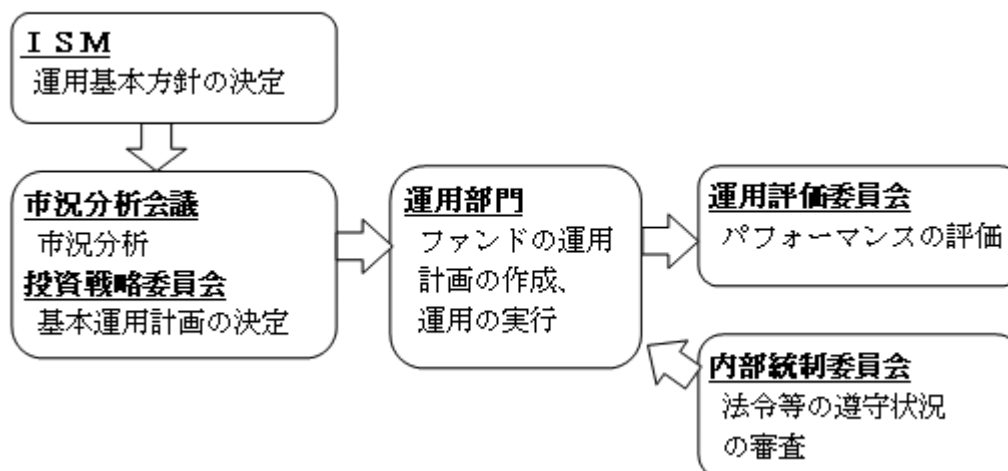 ＩＳＭ
運用基本方針の決定
市況分析会議
市況分析
投資戦略委員会
基本運用計画の決定
運用部門
ファンドの運用
計画の作成、
運用の実行
運用評価委員会
パフォーマンスの評価
内部統制委員会
法令等の遵守状況
の審査